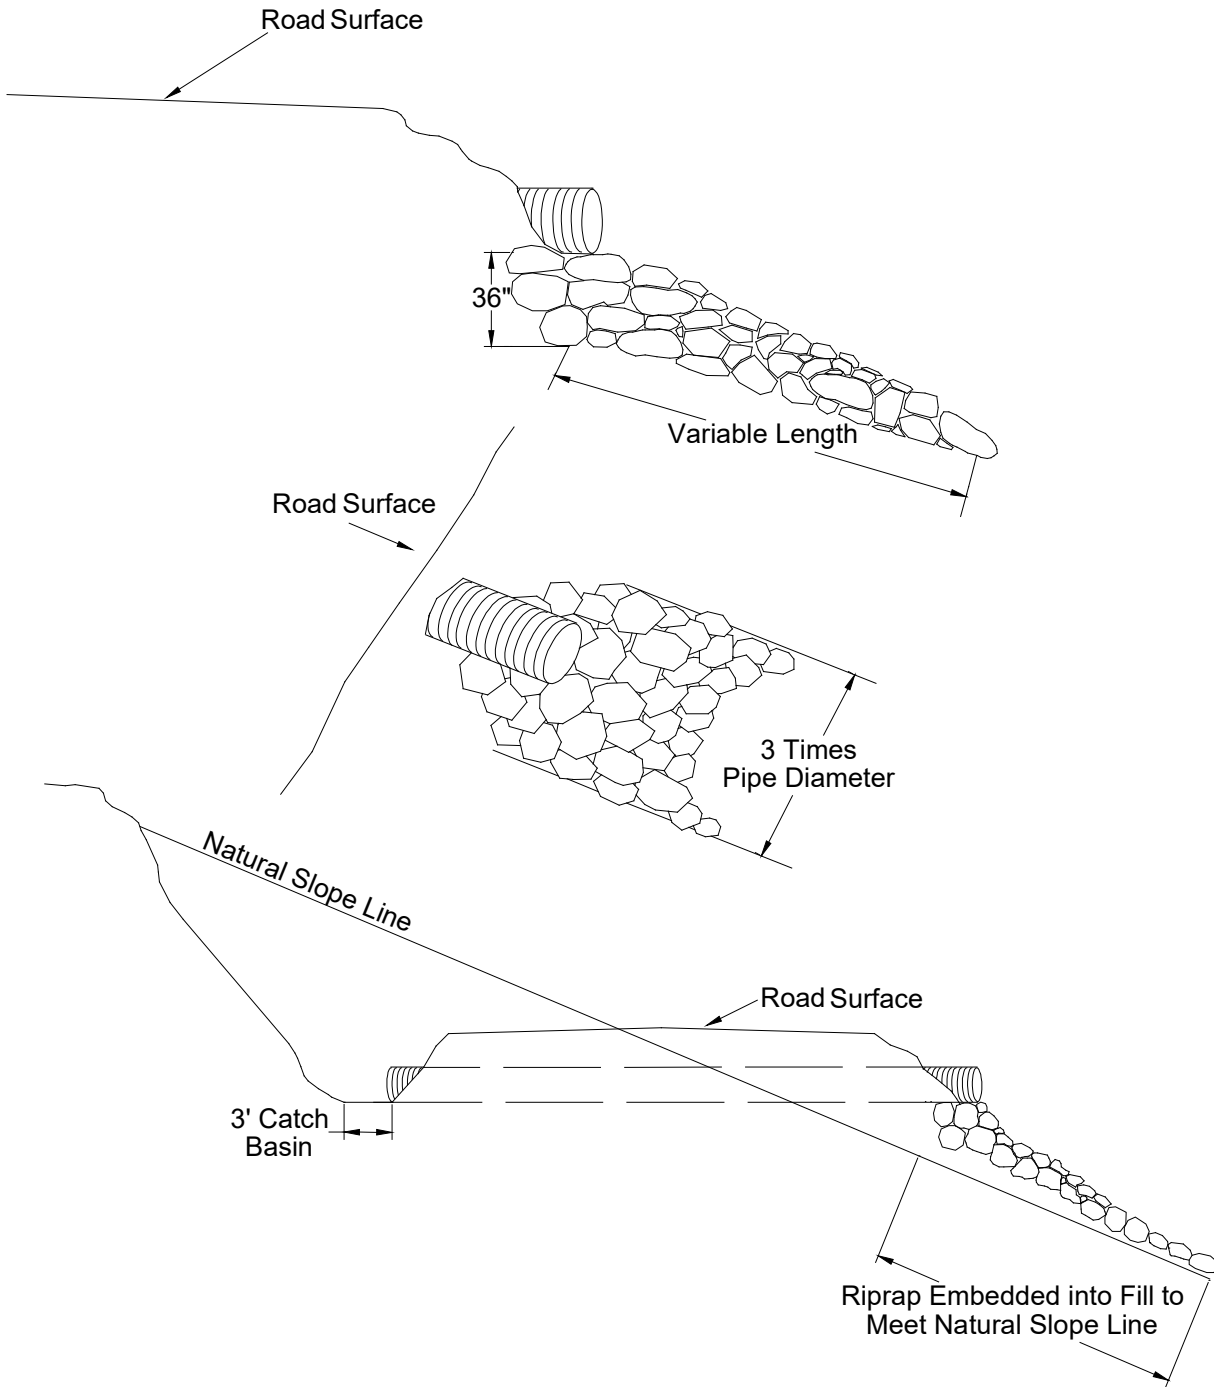 Road Surface
36"
Variable Length
Road Surface
3 Times
Pipe Diameter
Natural Slope Line
Road Surface
3' Catch
Basin
Riprap Embedded into Fill to
Meet Natural Slope Line